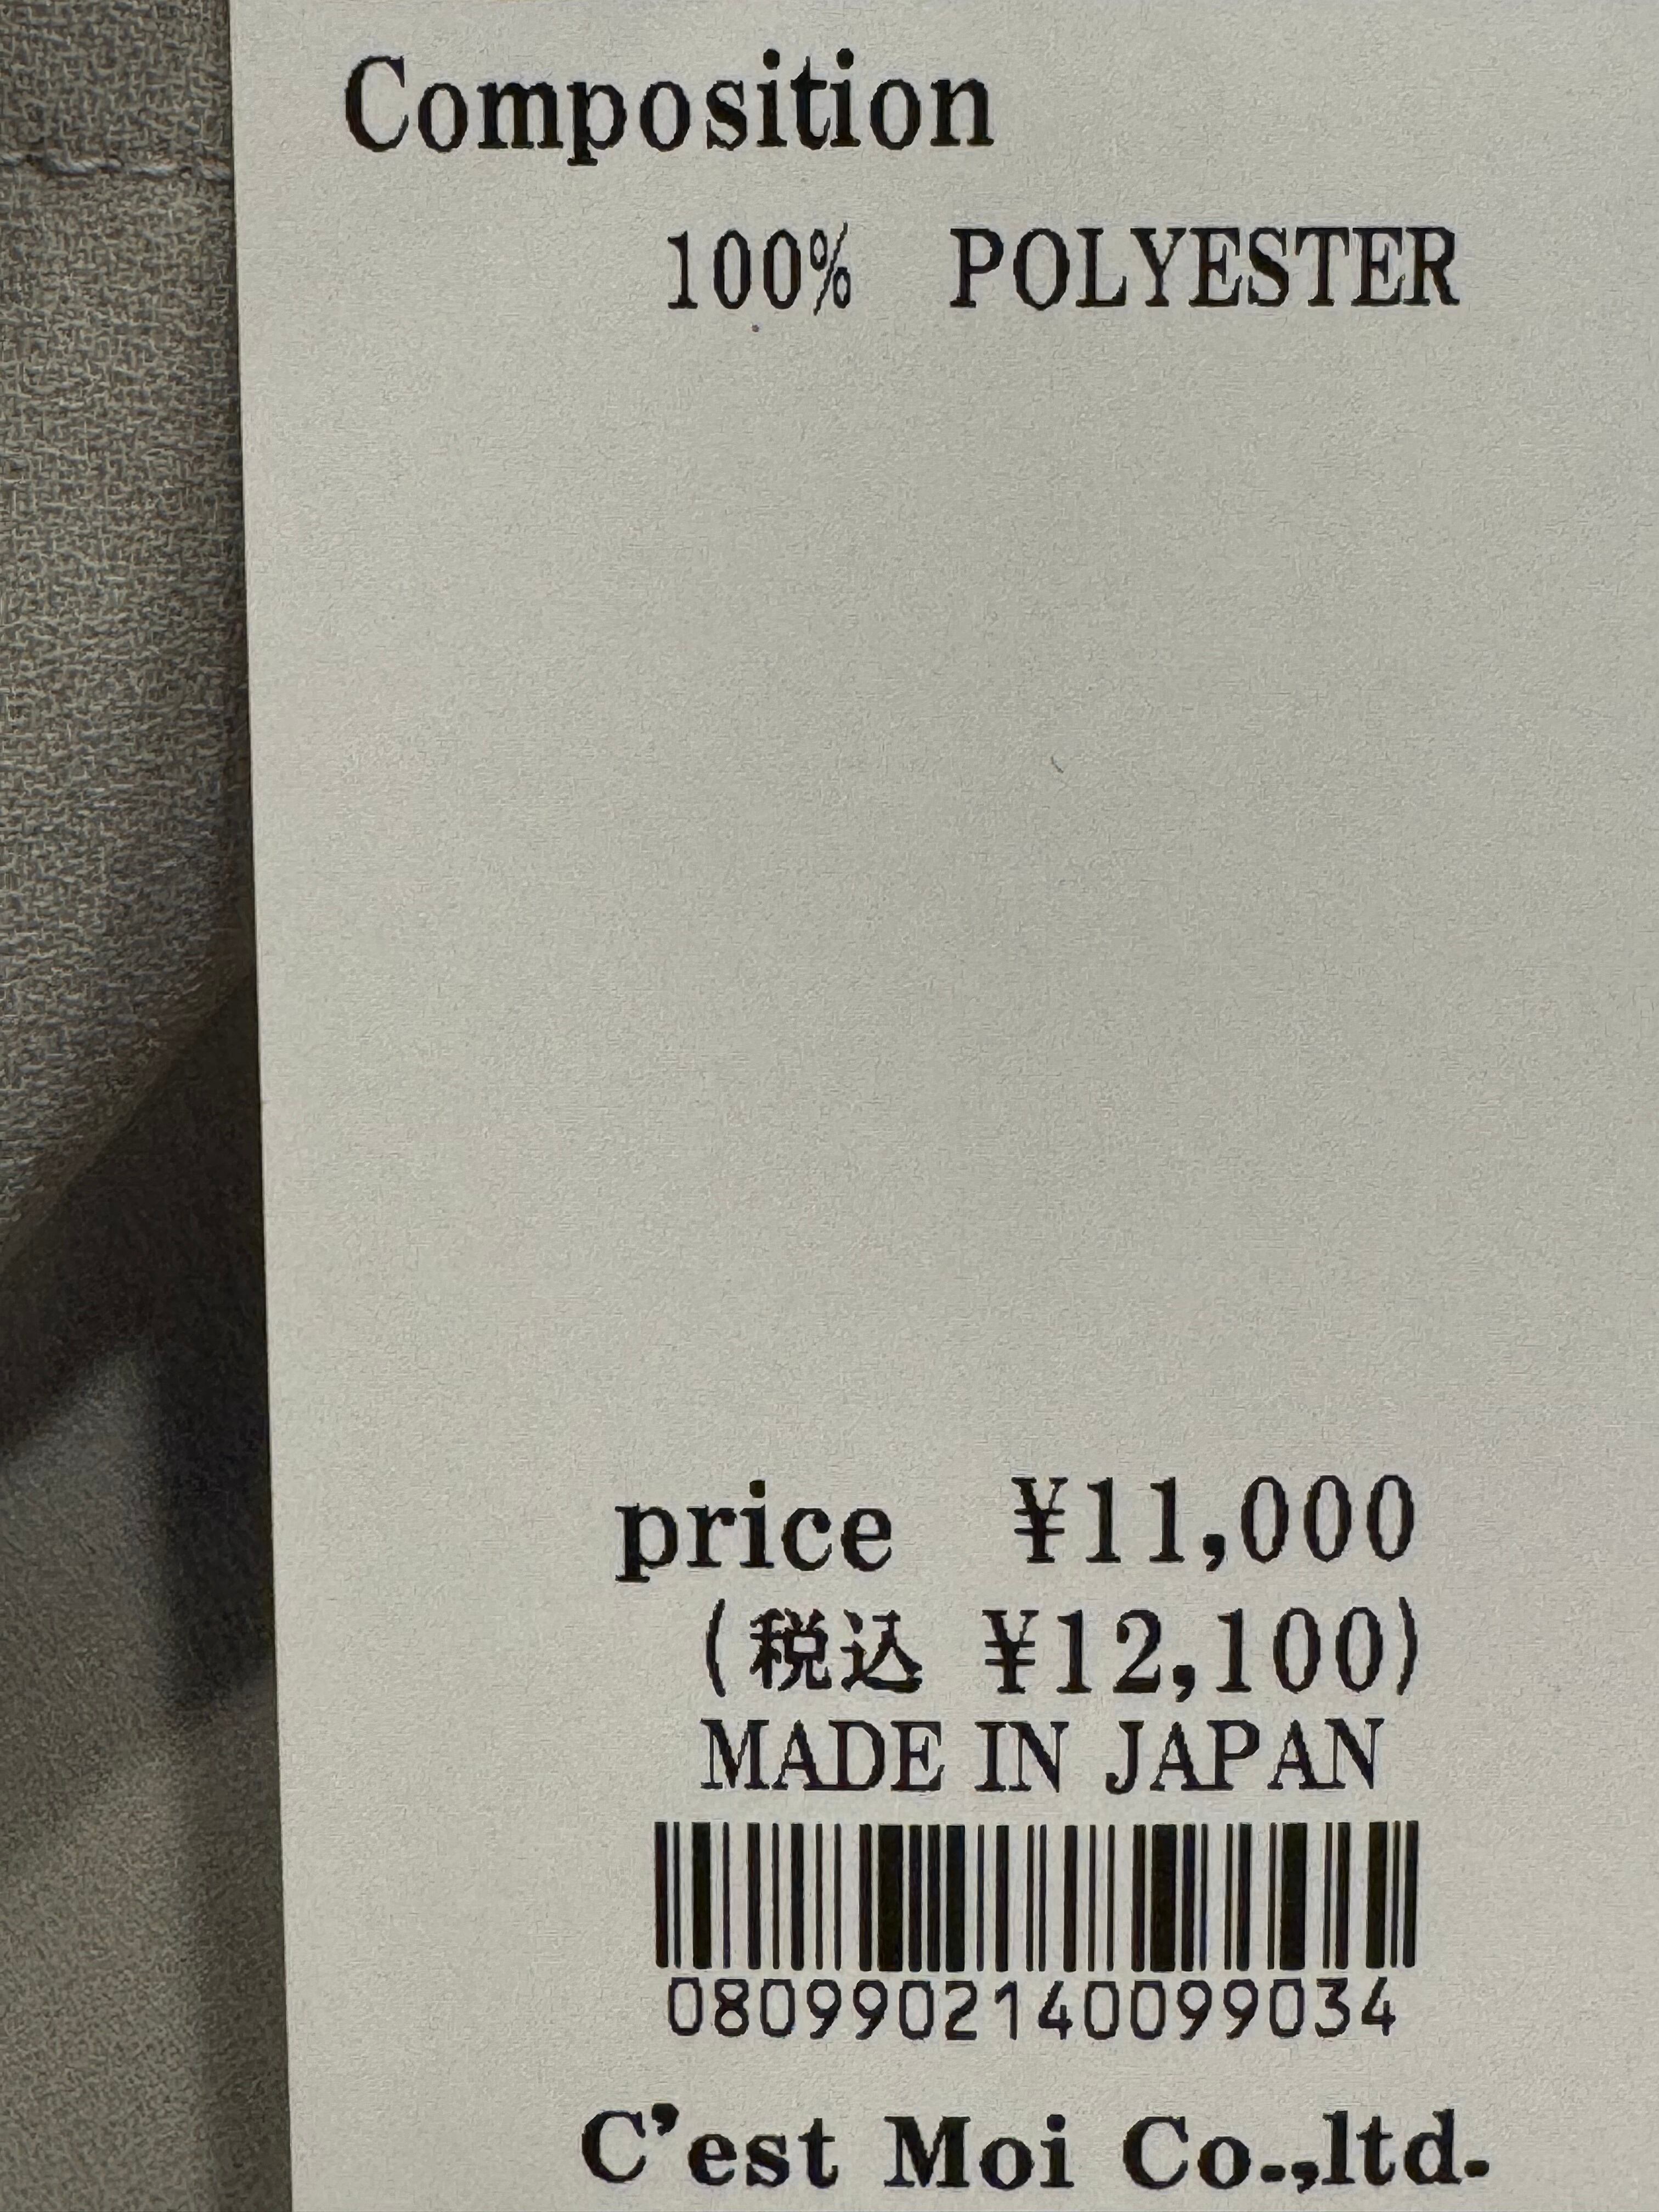 Composition
100% POLYESTER
price ¥11,000
(税込 ¥12,100)
MADE IN JAPAN
0809902140099034
C'est Moi Co.,ltd.